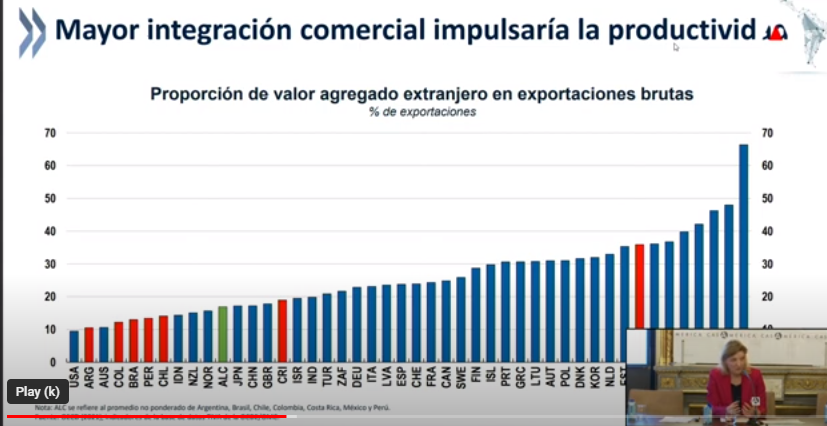 Mayor integración comercial impulsaría la productivid
Proporción de valor agregado extranjero en exportaciones brutas
% de exportaciones
70 70
60 60
50 50
40 40
30 30
20 20
10 10
0
USA ARG AUS COL BRA PER CHL IDN NZL NOR ALC JPN CHN GBR CRI ISR IND TUR ZAF DEU ITA LVA ESP CHE FRA CAN SWE FIN ISL PRT GRC LTU AUT POL DNK KOR NLD EST
Play (k)
Nota: ALC se refiere al promedio no ponderado de Argentina, Brasil, Chile, Colombia, Costa Rica, México y Perú.